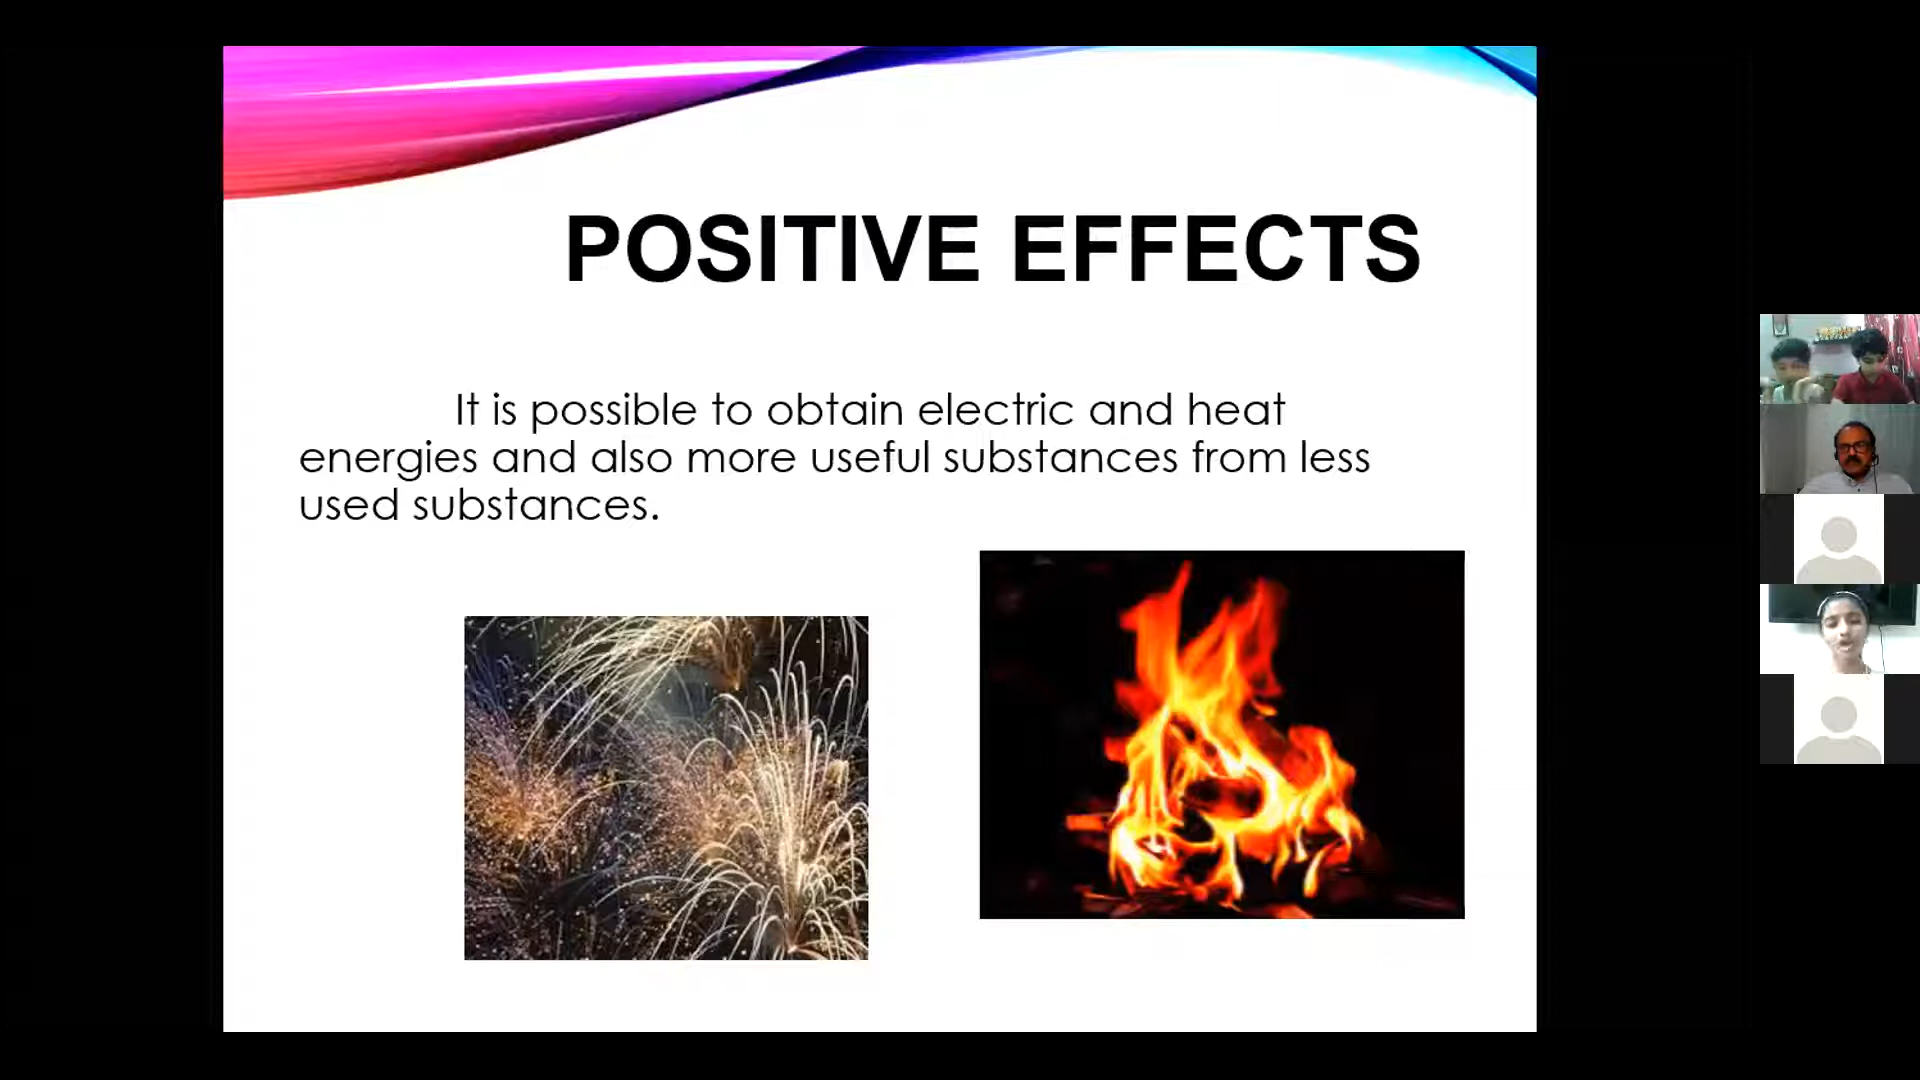 POSITIVE EFFECTS
It is possible to obtain electric and heat
energies and also more useful substances from less
used substances.